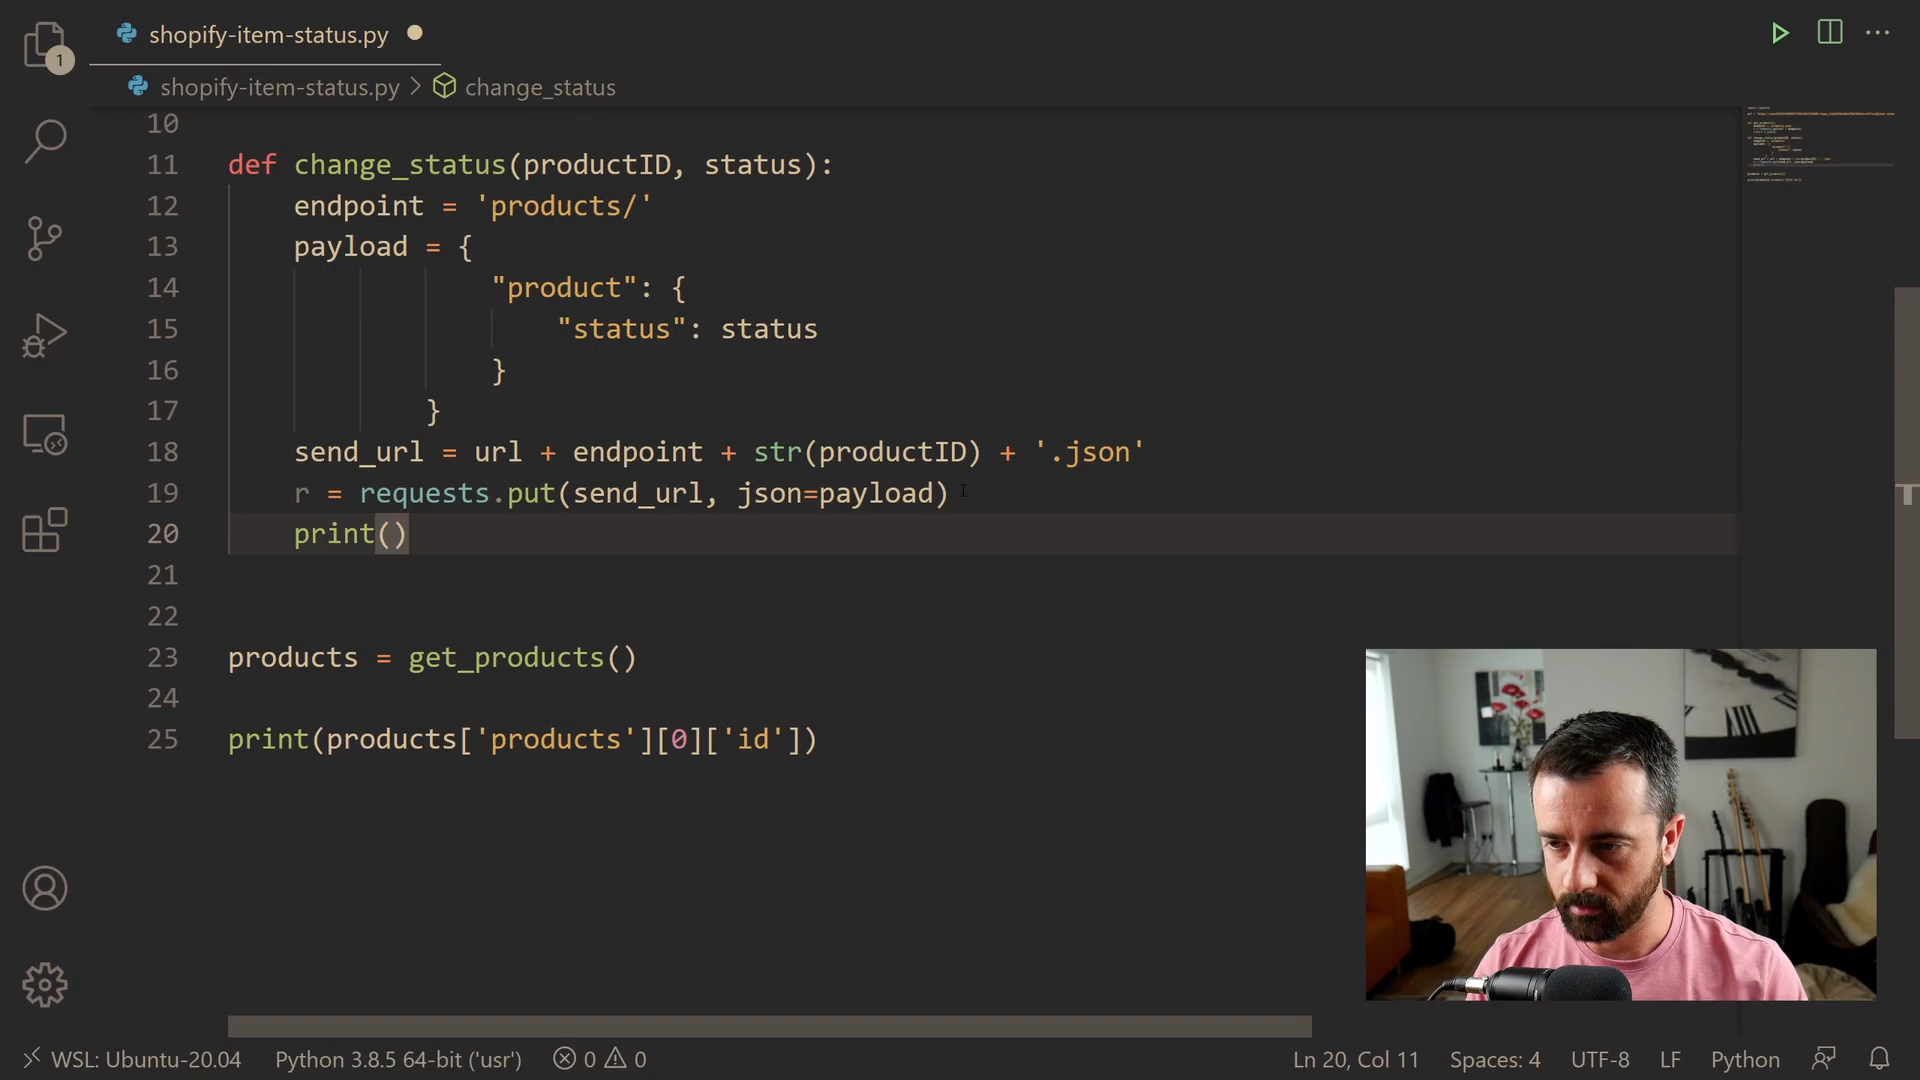 shopify-item-status.py
1
shopify-item-status.py > change_status
10
11 def change_status(productID, status):
12     endpoint = 'products/'
13     payload = {
14                 "product": {
15                     "status": status
16                 }
17             }
18     send_url = url + endpoint + str(productID) + '.json'
19     r = requests.put(send_url, json=payload)
20     print()
21
22
23 products = get_products()
24
25 print(products['products'][0]['id'])
WSL: Ubuntu-20.04 Python 3.8.5 64-bit ('usr') 0 0 Ln 20, Col 11 Spaces: 4 UTF-8 LF Python